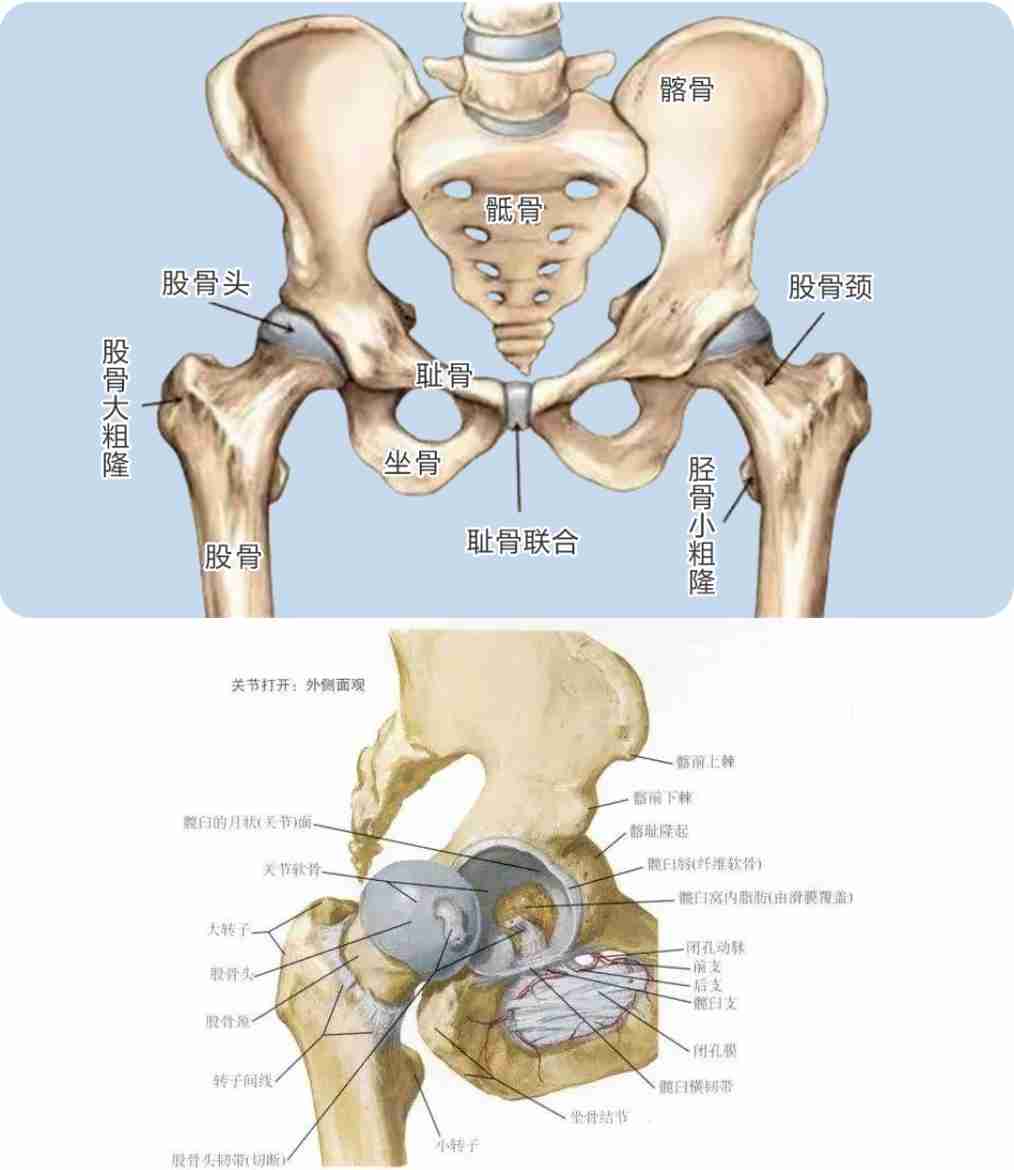 髂骨
骶骨
股骨头
股骨颈
股骨大粗隆
耻骨
坐骨
胫骨小粗隆
耻骨联合
股骨
关节打开：外侧面观
髂前上棘
髂前下棘
髋臼的月状(关节)面
髂耻隆起
髋臼唇(纤维软骨)
关节软骨
髋臼窝内脂肪(由滑膜覆盖)
大转子
闭孔动脉
前支
股骨头
后支
髋臼支
股骨颈
闭孔膜
转子间线
髋臼横韧带
坐骨结节
小转子
股骨头韧带(切断)